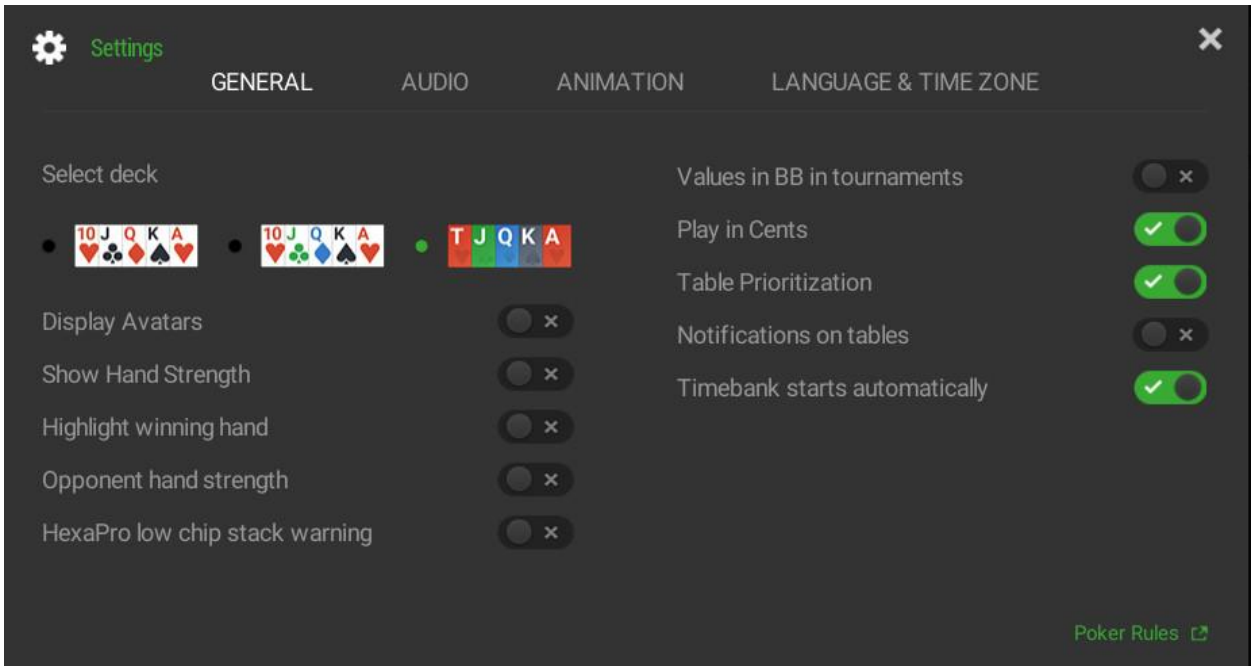 Settings
GENERAL AUDIO ANIMATION LANGUAGE & TIME ZONE
Select deck
10 J Q K A
10 J Q K A
T J Q K A
Display Avatars
Show Hand Strength
Highlight winning hand
Opponent hand strength
HexaPro low chip stack warning
Values in BB in tournaments
Play in Cents
Table Prioritization
Notifications on tables
Timebank starts automatically
Poker Rules